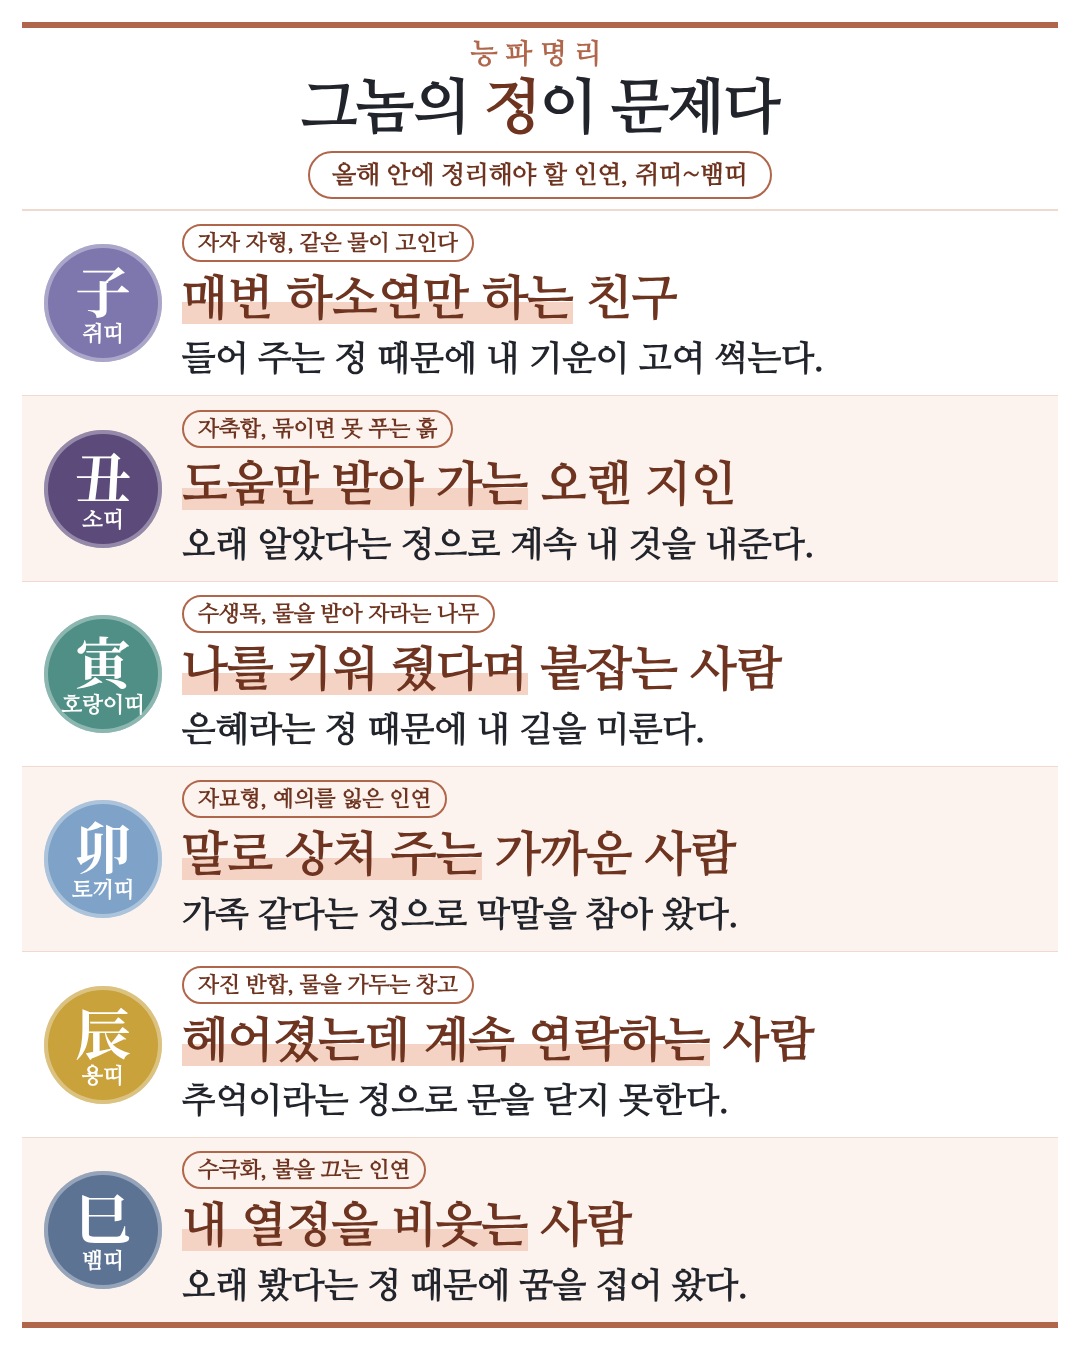 능파명리
그놈의 정이 문제다
올해 안에 정리해야 할 인연, 쥐띠~뱀띠
자자 자형, 같은 물이 고인다
子
쥐띠
매번 하소연만 하는 친구
들어 주는 정 때문에 내 기운이 고여 썩는다.
자축합, 묶이면 못 푸는 흙
丑
소띠
도움만 받아 가는 오랜 지인
오래 알았다는 정으로 계속 내 것을 내준다.
수생목, 물을 받아 자라는 나무
寅
호랑이띠
나를 키워 줬다며 붙잡는 사람
은혜라는 정 때문에 내 길을 미룬다.
자묘형, 예의를 잃은 인연
卯
토끼띠
말로 상처 주는 가까운 사람
가족 같다는 정으로 막말을 참아 왔다.
자진 반합, 물을 가두는 창고
辰
용띠
헤어졌는데 계속 연락하는 사람
추억이라는 정으로 문을 닫지 못한다.
수극화, 불을 끄는 인연
巳
뱀띠
내 열정을 비웃는 사람
오래 봤다는 정 때문에 꿈을 접어 왔다.